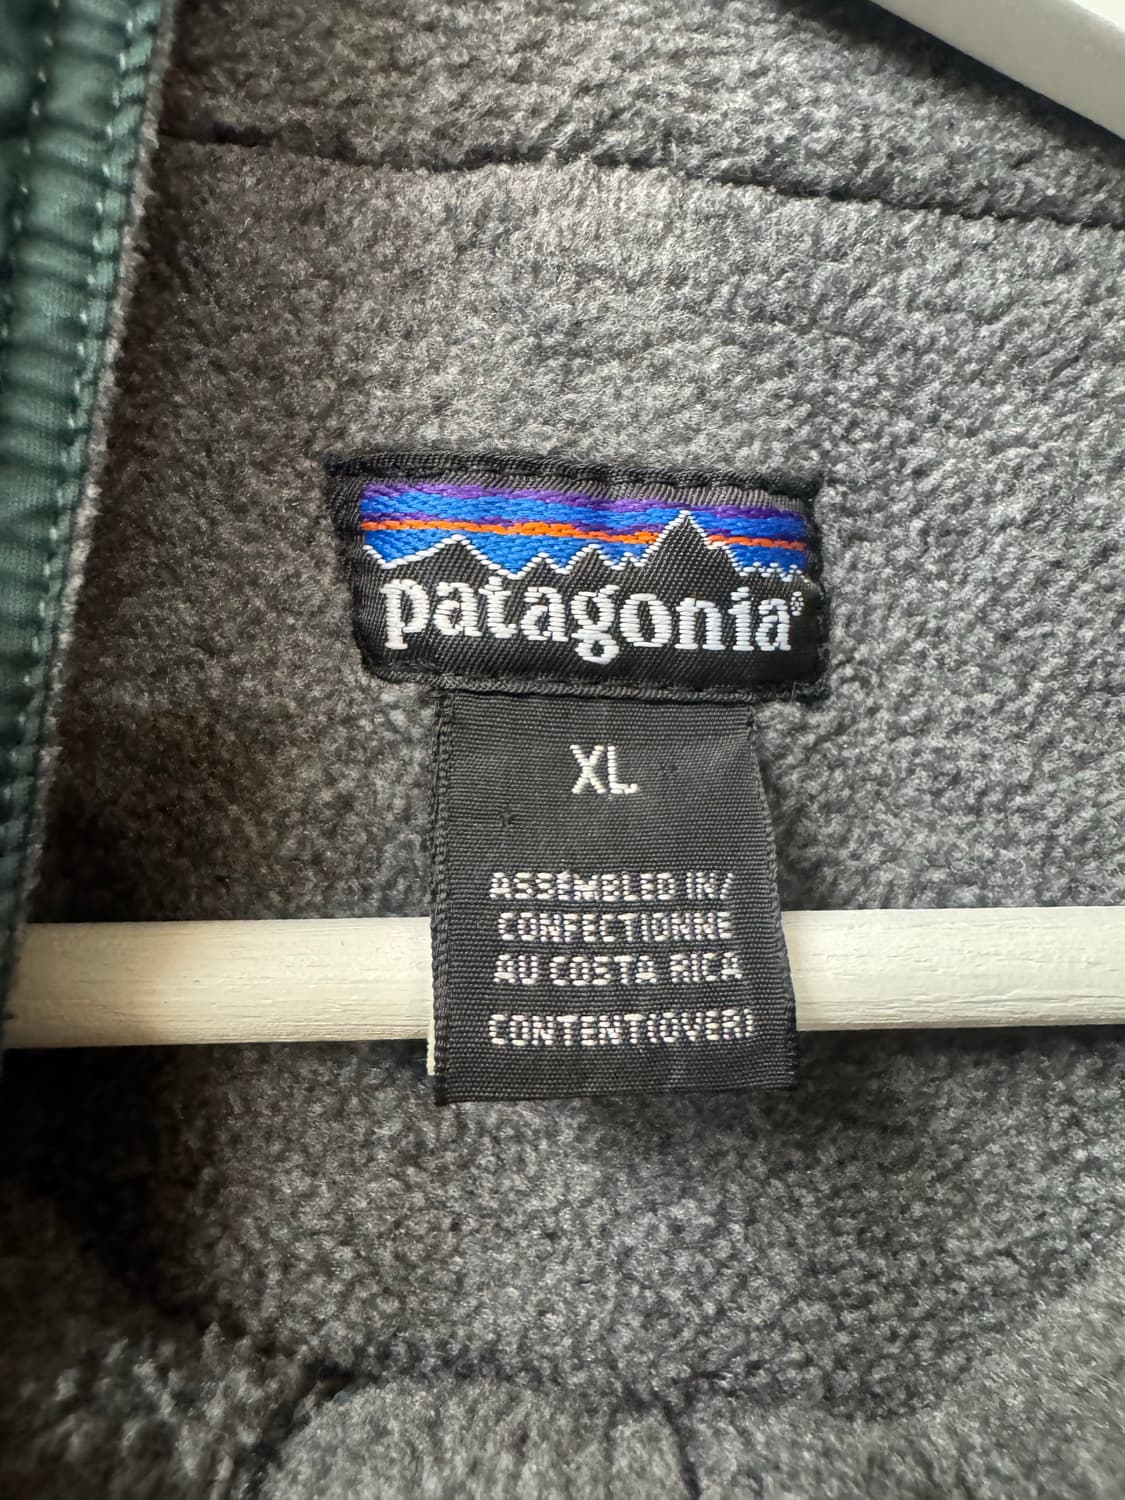 patagonia®
XL
ASSEMBLED IN/
CONFECTIONNE
AU COSTA RICA
CONTENT(OVER)